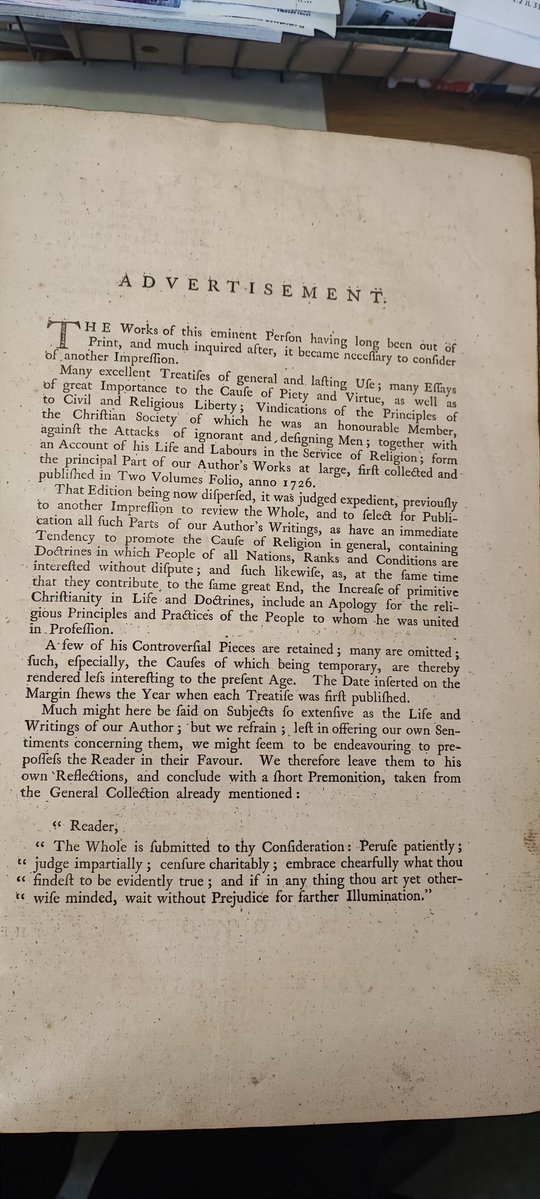 ADVERTISEMENT.
THE Works of this eminent Perſon having long been out of
Print, and much inquired after, it became neceſſary to conſider
of another Impreſſion.
Many excellent Treatiſes of general and laſting Uſe; many Eſſays
of great Importance to the Cauſe of Piety and Virtue, as well as
to Civil and Religious Liberty; Vindications of the Principles of
the Chriſtian Society of which he was an honourable Member,
againſt the Attacks of ignorant and deſigning Men; together with
an Account of his Life and Labours in the Service of Religion; form
the principal Part of our Author's Works at large, firſt collected and
publiſhed in Two Volumes Folio, anno 1726.
That Edition being now diſperſed, it was judged expedient, previouſly
to another Impreſſion to review the Whole, and to ſelect for Publi-
cation all ſuch Parts of our Author's Writings, as have an immediate
Tendency to promote the Cauſe of Religion in general, containing
Doctrines in which People of all Nations, Ranks and Conditions are
intereſted without diſpute; and ſuch likewiſe, as, at the ſame time
that they contribute to the ſame great End, the Increaſe of primitive
Chriſtianity in Life and Doctrines, include an Apology for the reli-
gious Principles and Practices of the People to whom he was united
in Profeſſion.
A few of his Controverſial Pieces are retained; many are omitted;
ſuch, eſpecially, the Cauſes of which being temporary, are thereby
rendered leſs intereſting to the preſent Age. The Date inſerted on the
Margin ſhews the Year when each Treatiſe was firſt publiſhed.
Much might here be ſaid on Subjects ſo extenſive as the Life and
Writings of our Author; but we refrain; leſt in offering our own Sen-
timents concerning them, we might ſeem to be endeavouring to pre-
poſſeſs the Reader in their Favour. We therefore leave them to his
own Reflections, and conclude with a ſhort Premonition, taken from
the General Collection already mentioned:
“ Reader,
“ The Whole is ſubmitted to thy Conſideration: Peruſe patiently;
“ judge impartially; cenſure charitably; embrace chearfully what thou
“ findeſt to be evidently true; and if in any thing thou art yet other-
“ wiſe minded, wait without Prejudice for farther Illumination.”